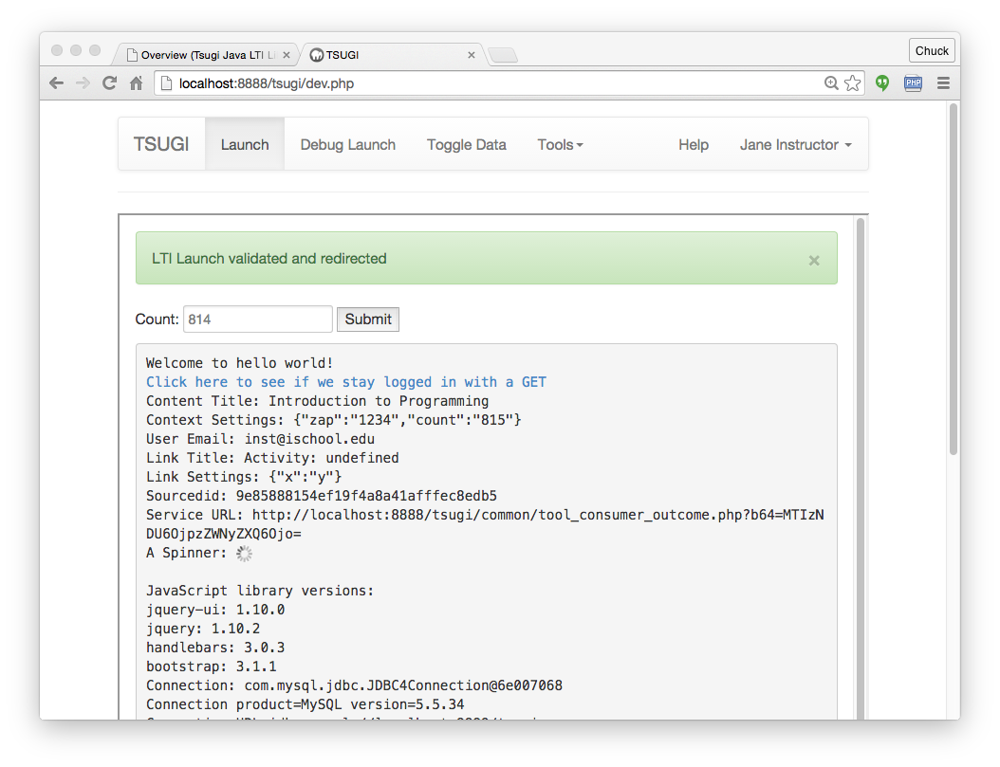 Overview (Tsugi Java LTI Li
TSUGI
Chuck
localhost:8888/tsugi/dev.php
PHP
TSUGI Launch Debug Launch Toggle Data Tools Help Jane Instructor
LTI Launch validated and redirected ×
Count: 814 Submit
Welcome to hello world!
Click here to see if we stay logged in with a GET
Content Title: Introduction to Programming
Context Settings: {"zap":"1234","count":"815"}
User Email: inst@ischool.edu
Link Title: Activity: undefined
Link Settings: {"x":"y"}
Sourcedid: 9e85888154ef19f4a8a41afffec8edb5
Service URL: http://localhost:8888/tsugi/common/tool_consumer_outcome.php?b64=MTIzN
DU6OjpzZWNyZXQ6Ojo=
A Spinner:
JavaScript library versions:
jquery-ui: 1.10.0
jquery: 1.10.2
handlebars: 3.0.3
bootstrap: 3.1.1
Connection: com.mysql.jdbc.JDBC4Connection@6e007068
Connection product=MySQL version=5.5.34